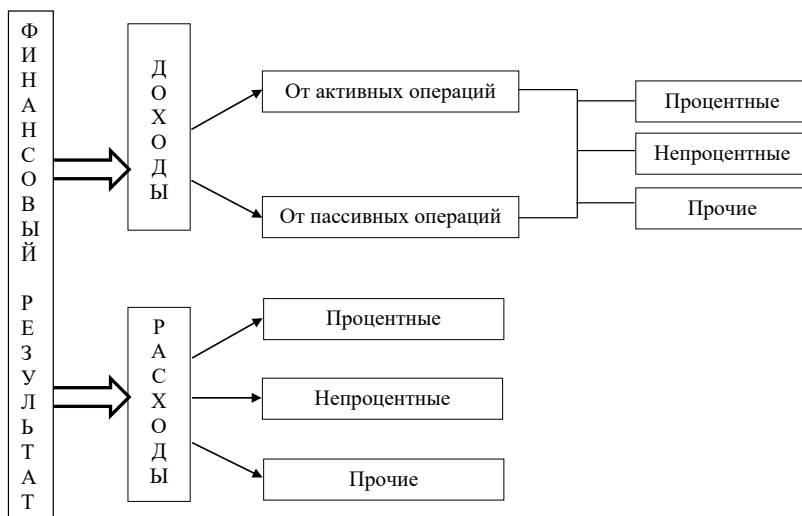 ФИНАНСОВЫЙ РЕЗУЛЬТАТ
ДОХОДЫ
От активных операций
От пассивных операций
Процентные
Непроцентные
Прочие
РАСХОДЫ
Процентные
Непроцентные
Прочие